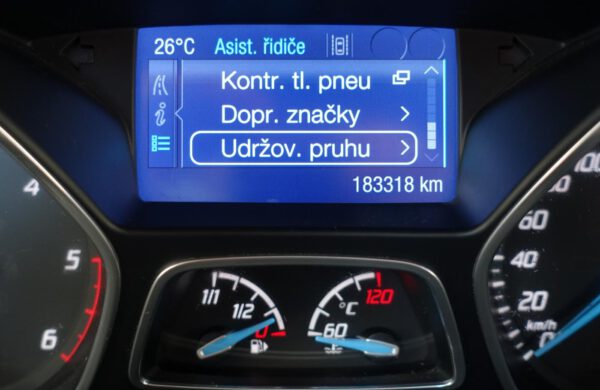 26°C Asist. řidiče
Kontr. tl. pneu
Dopr. značky
Udržov. pruhu
183318 km
4
5
6
1/1
1/2
0
°C
120
60
100
80
60
40
20
km/h
0